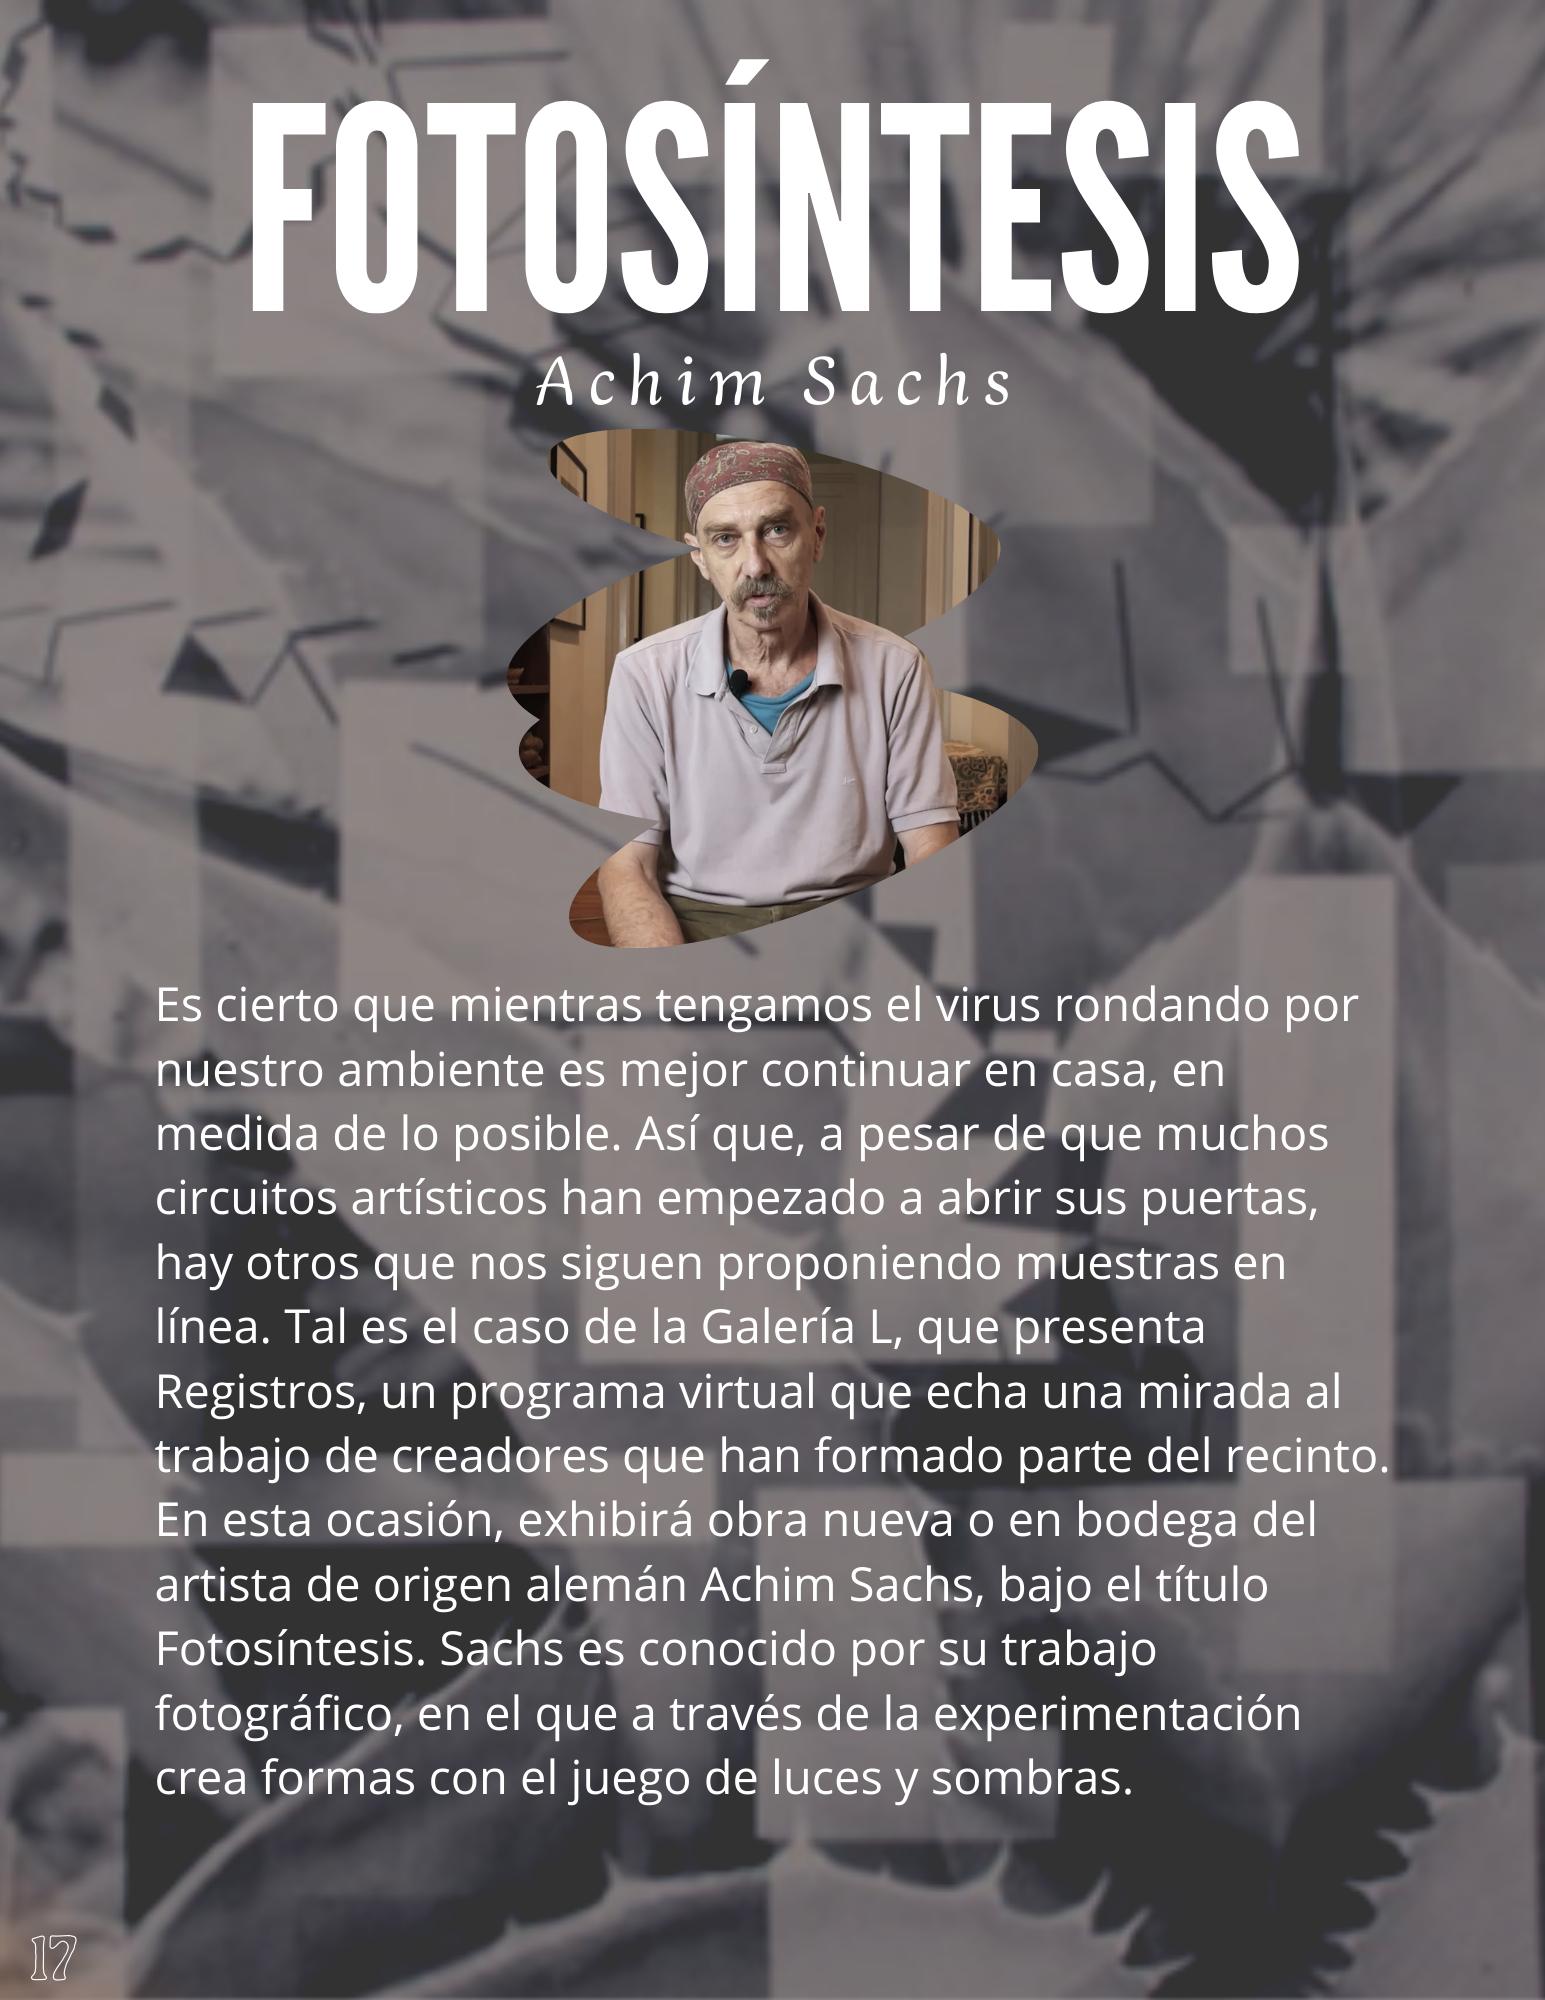 FOTOSÍNTESIS
Achim Sachs
Es cierto que mientras tengamos el virus rondando por
nuestro ambiente es mejor continuar en casa, en
medida de lo posible. Así que, a pesar de que muchos
circuitos artísticos han empezado a abrir sus puertas,
hay otros que nos siguen proponiendo muestras en
línea. Tal es el caso de la Galería L, que presenta
Registros, un programa virtual que echa una mirada al
trabajo de creadores que han formado parte del recinto.
En esta ocasión, exhibirá obra nueva o en bodega del
artista de origen alemán Achim Sachs, bajo el título
Fotosíntesis. Sachs es conocido por su trabajo
fotográfico, en el que a través de la experimentación
crea formas con el juego de luces y sombras.
17